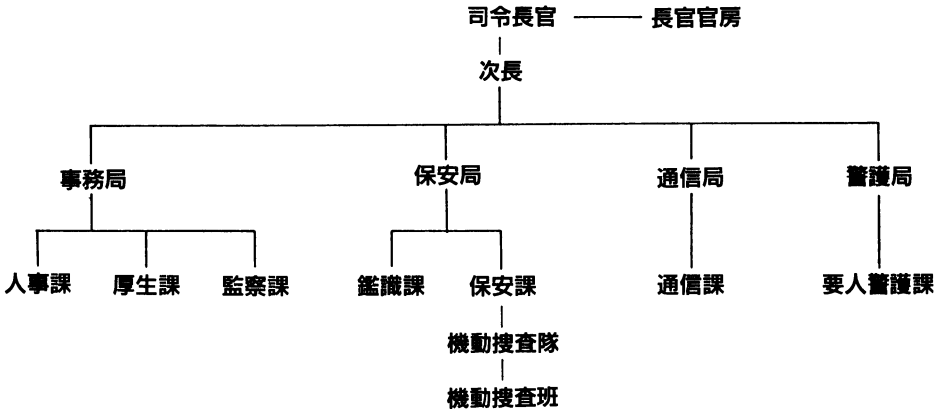 司令長官 長官官房
次長
事務局 保安局 通信局 警護局
人事課 厚生課 監察課 鑑識課 保安課 通信課 要人警護課
機動捜査隊
機動捜査班